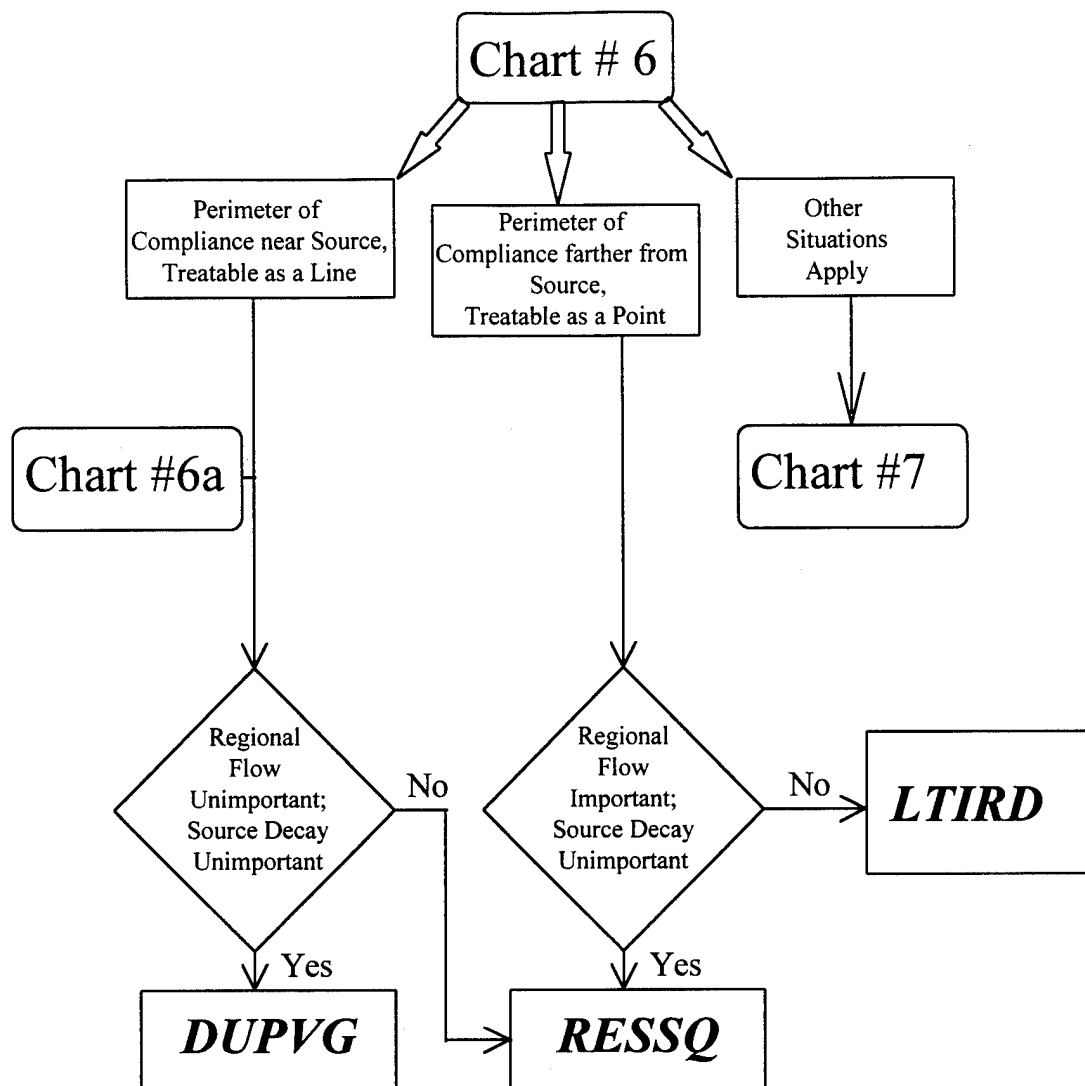 Chart # 6
Perimeter of
Compliance near Source,
Treatable as a Line
Perimeter of
Compliance farther from
Source,
Treatable as a Point
Other
Situations
Apply
Chart #6a
Chart #7
Regional
Flow
Unimportant;
Source Decay
Unimportant
No
Regional
Flow
Important;
Source Decay
Unimportant
No
LTIRD
Yes
Yes
DUPVG
RESSQ